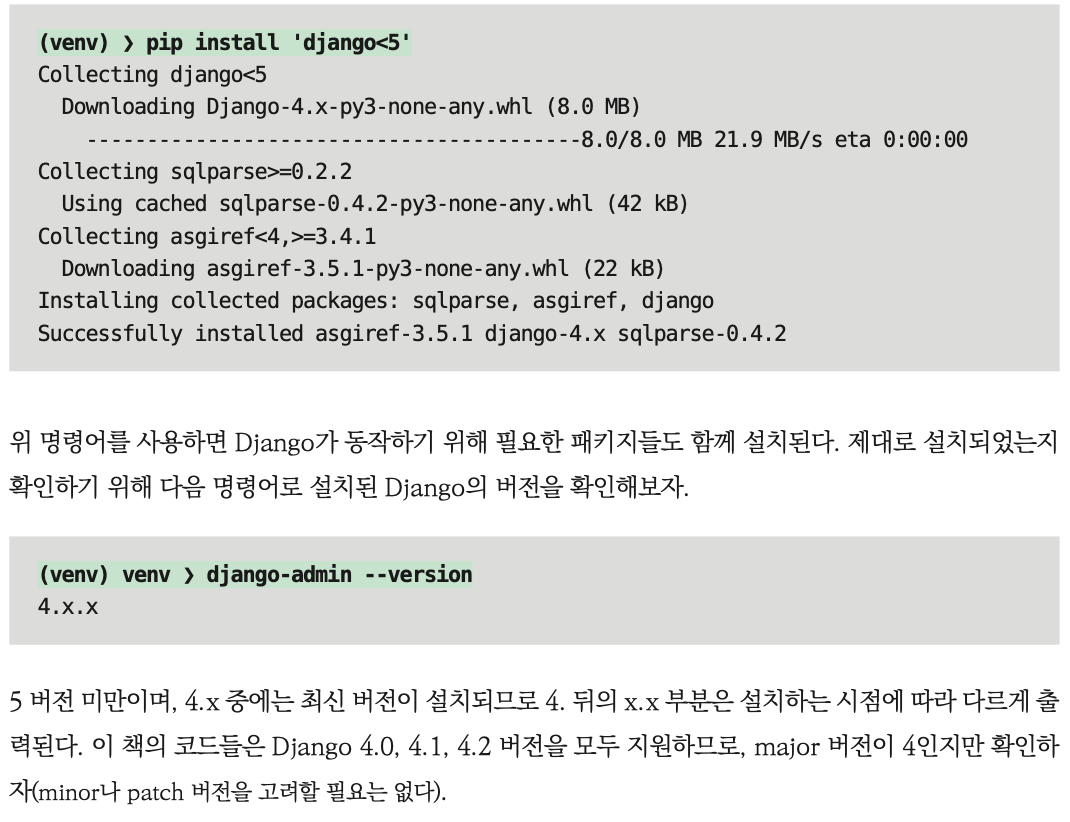 (venv) ❯ pip install 'django<5'
Collecting django<5
Downloading Django-4.x-py3-none-any.whl (8.0 MB)
-----------------------------------------8.0/8.0 MB 21.9 MB/s eta 0:00:00
Collecting sqlparse>=0.2.2
Using cached sqlparse-0.4.2-py3-none-any.whl (42 kB)
Collecting asgiref<4,>=3.4.1
Downloading asgiref-3.5.1-py3-none-any.whl (22 kB)
Installing collected packages: sqlparse, asgiref, django
Successfully installed asgiref-3.5.1 django-4.x sqlparse-0.4.2
위 명령어를 사용하면 Django가 동작하기 위해 필요한 패키지들도 함께 설치된다. 제대로 설치되었는지
확인하기 위해 다음 명령어로 설치된 Django의 버전을 확인해보자.
(venv) venv ❯ django-admin --version
4.x.x
5 버전 미만이며, 4.x 중에는 최신 버전이 설치되므로 4. 뒤의 x.x 부분은 설치하는 시점에 따라 다르게 출
력된다. 이 책의 코드들은 Django 4.0, 4.1, 4.2 버전을 모두 지원하므로, major 버전이 4인지만 확인하
자(minor나 patch 버전을 고려할 필요는 없다).